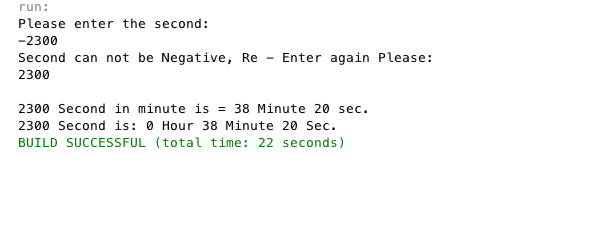 run:
Please enter the second:
-2300
Second can not be Negative, Re - Enter again Please:
2300
2300 Second in minute is = 38 Minute 20 sec.
2300 Second is: 0 Hour 38 Minute 20 Sec.
BUILD SUCCESSFUL (total time: 22 seconds)